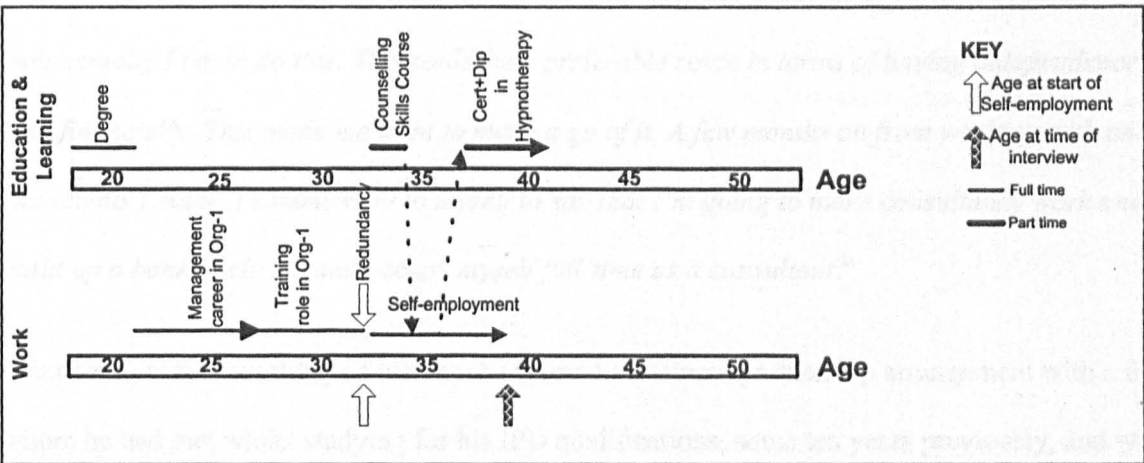 Education &
Learning
Degree
Counselling
Skills Course
Cert+Dip
in
Hypnotherapy
20
25
30
35
40
45
50
Age
KEY
Age at start of
Self-employment
Age at time of
interview
Full time
Part time
Work
Management
career in Org-1
Training
role in Org-1
Redundancy
Self-employment
20
25
30
35
40
45
50
Age